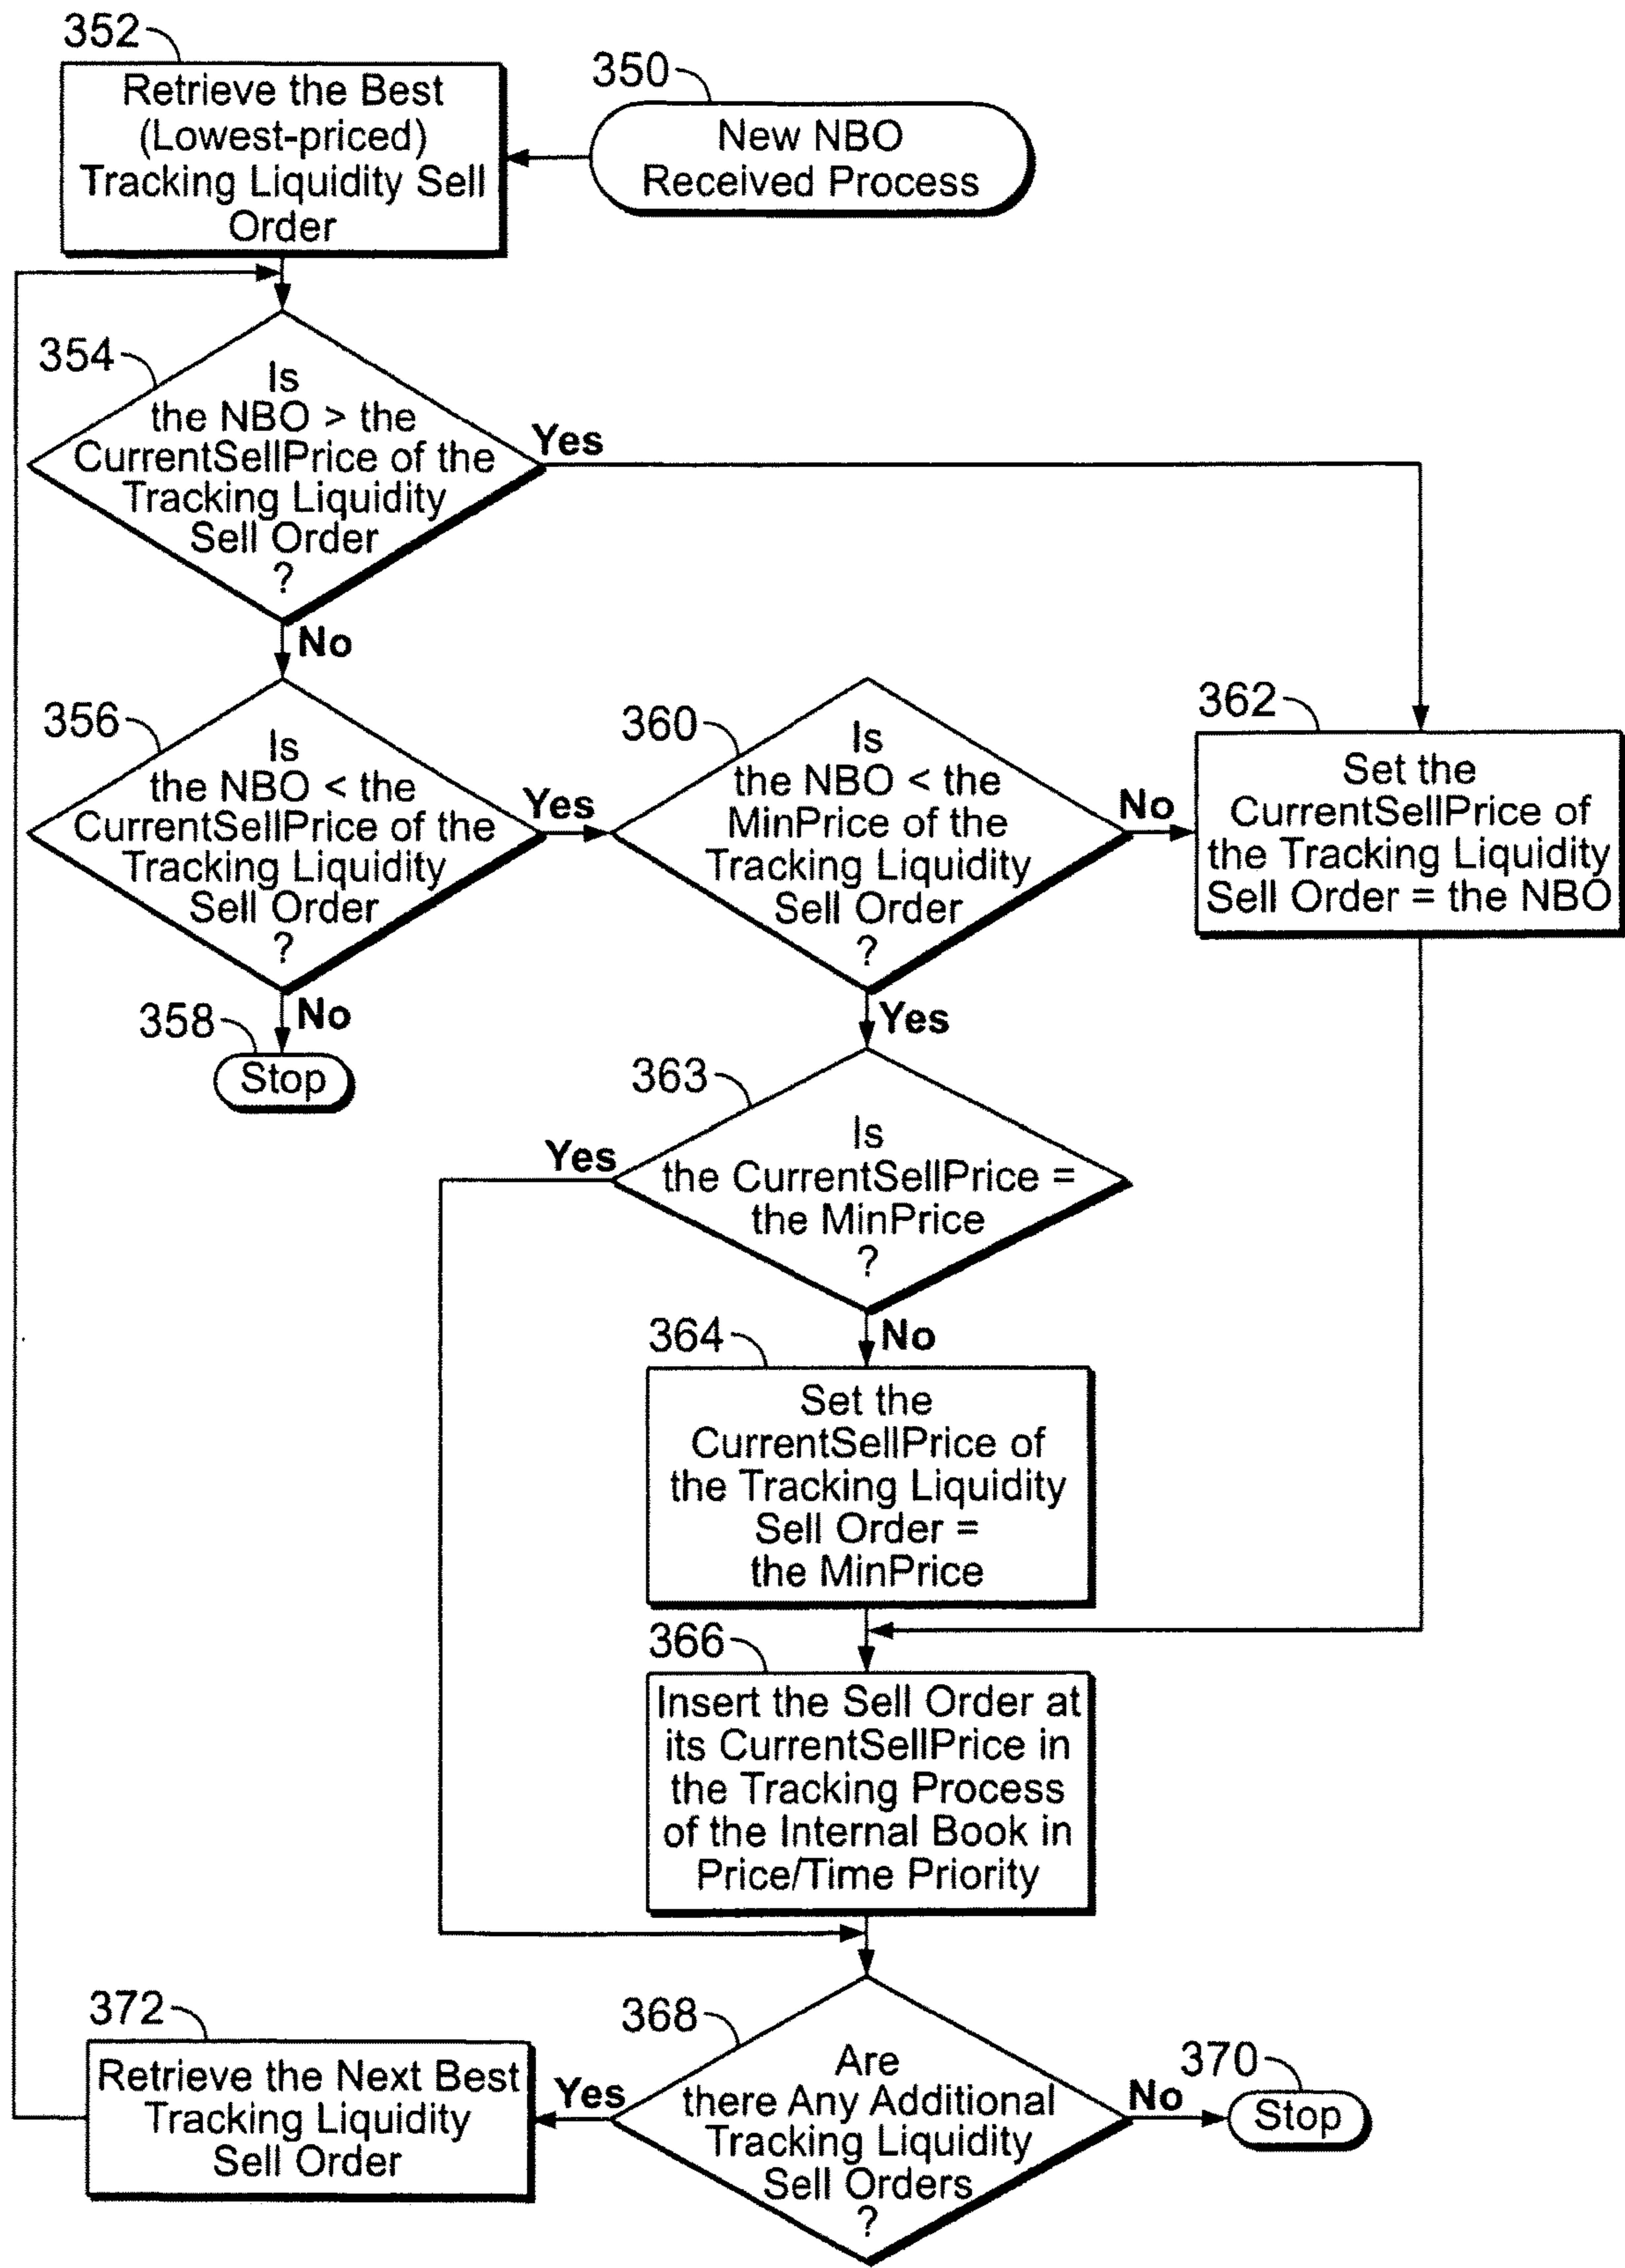 352
Retrieve the Best
(Lowest-priced)
Tracking Liquidity Sell
Order
350
New NBO
Received Process
354
Is
the NBO > the
CurrentSellPrice of the
Tracking Liquidity
Sell Order
?
Yes
No
356
Is
the NBO < the
CurrentSellPrice of the
Tracking Liquidity
Sell Order
?
Yes
No
358
Stop
360
Is
the NBO < the
MinPrice of the
Tracking Liquidity
Sell Order
?
No
Yes
362
Set the
CurrentSellPrice of
the Tracking Liquidity
Sell Order = the NBO
363
Is
the CurrentSellPrice =
the MinPrice
?
Yes
No
364
Set the
CurrentSellPrice of
the Tracking Liquidity
Sell Order =
the MinPrice
366
Insert the Sell Order at
its CurrentSellPrice in
the Tracking Process
of the Internal Book in
Price/Time Priority
368
Are
there Any Additional
Tracking Liquidity
Sell Orders
?
Yes
No
370
Stop
372
Retrieve the Next Best
Tracking Liquidity
Sell Order